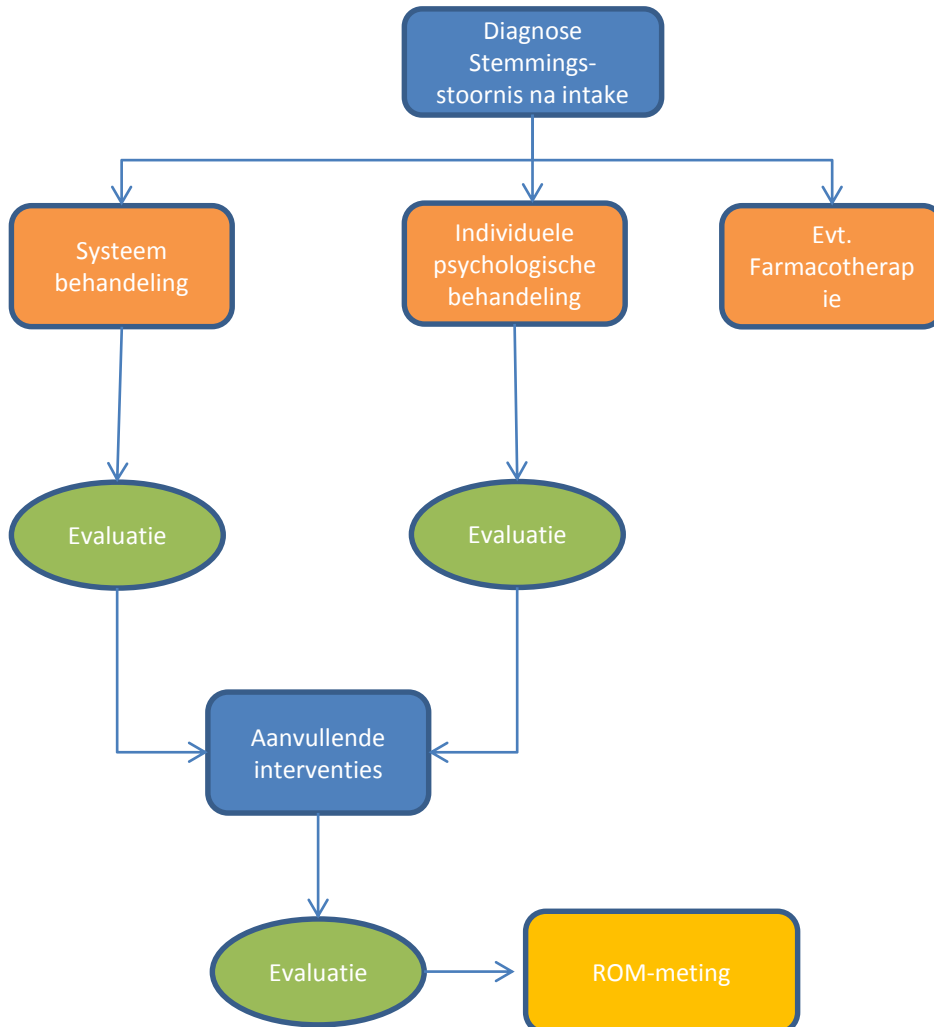 Diagnose
Stemmings-
stoornis na intake
Systeem
behandeling
Individuele
psychologische
behandeling
Evt.
Farmacotherap
ie
Evaluatie
Evaluatie
Aanvullende
interventies
Evaluatie
ROM-meting